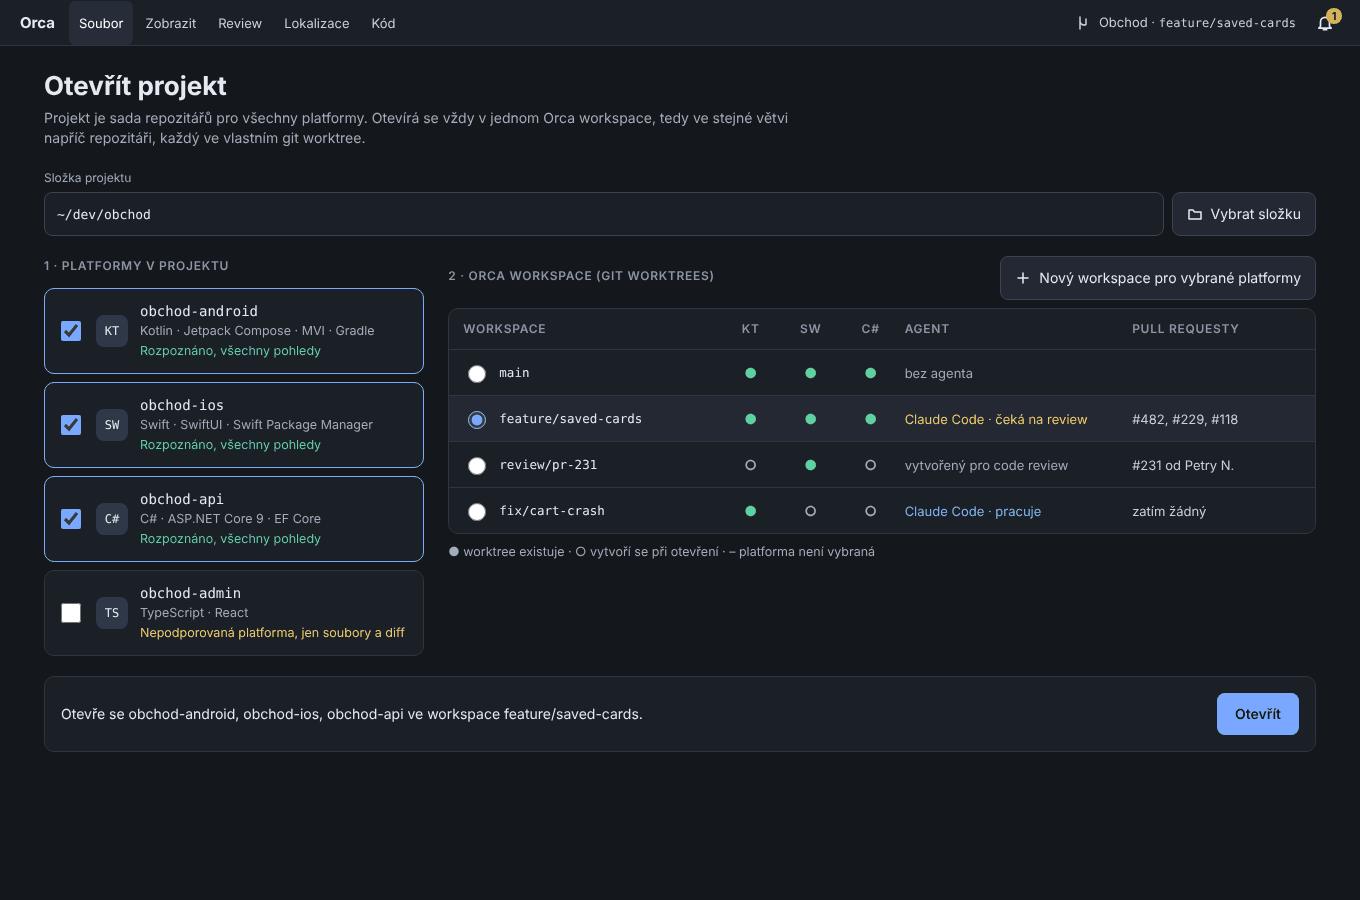 Orca Soubor Zobrazit Review Lokalizace Kód Obchod · feature/saved-cards 1
Otevřít projekt
Projekt je sada repozitářů pro všechny platformy. Otevírá se vždy v jednom Orca workspace, tedy ve stejné větvi
napříč repozitáři, každý ve vlastním git worktree.
Složka projektu
~/dev/obchod Vybrat složku
1 · PLATFORMY V PROJEKTU
KT
obchod-android
Kotlin · Jetpack Compose · MVI · Gradle
Rozpoznáno, všechny pohledy
SW
obchod-ios
Swift · SwiftUI · Swift Package Manager
Rozpoznáno, všechny pohledy
C#
obchod-api
C# · ASP.NET Core 9 · EF Core
Rozpoznáno, všechny pohledy
TS
obchod-admin
TypeScript · React
Nepodporovaná platforma, jen soubory a diff
2 · ORCA WORKSPACE (GIT WORKTREES) Nový workspace pro vybrané platformy
WORKSPACE KT SW C# AGENT PULL REQUESTY
main bez agenta
feature/saved-cards Claude Code · čeká na review #482, #229, #118
review/pr-231 vytvořený pro code review #231 od Petry N.
fix/cart-crash Claude Code · pracuje zatím žádný
● worktree existuje · ○ vytvoří se při otevření · – platforma není vybraná
Otevře se obchod-android, obchod-ios, obchod-api ve workspace feature/saved-cards. Otevřít